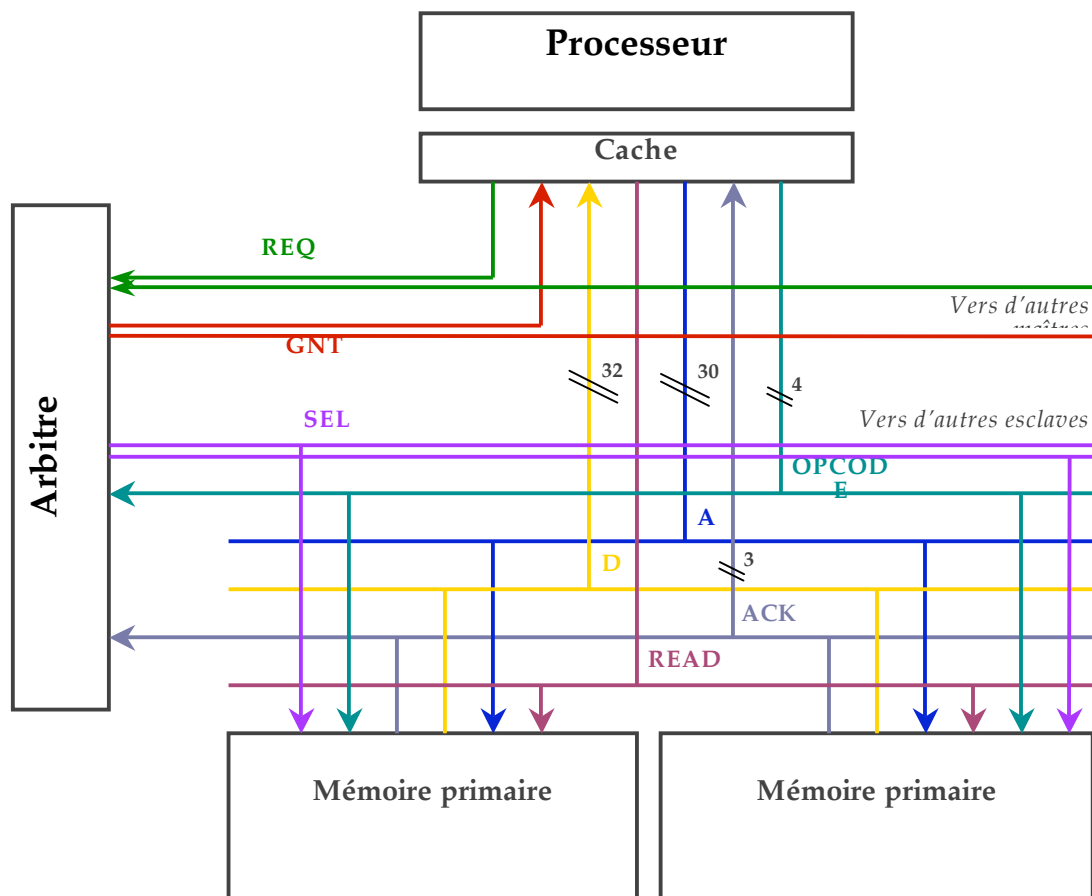 Processeur
Cache
REQ
Vers d'autres
maîtres
GNT
32
30
4
SEL
Vers d'autres esclaves
Arbitre
OPCOD
E
A
D
3
ACK
READ
Mémoire primaire
Mémoire primaire